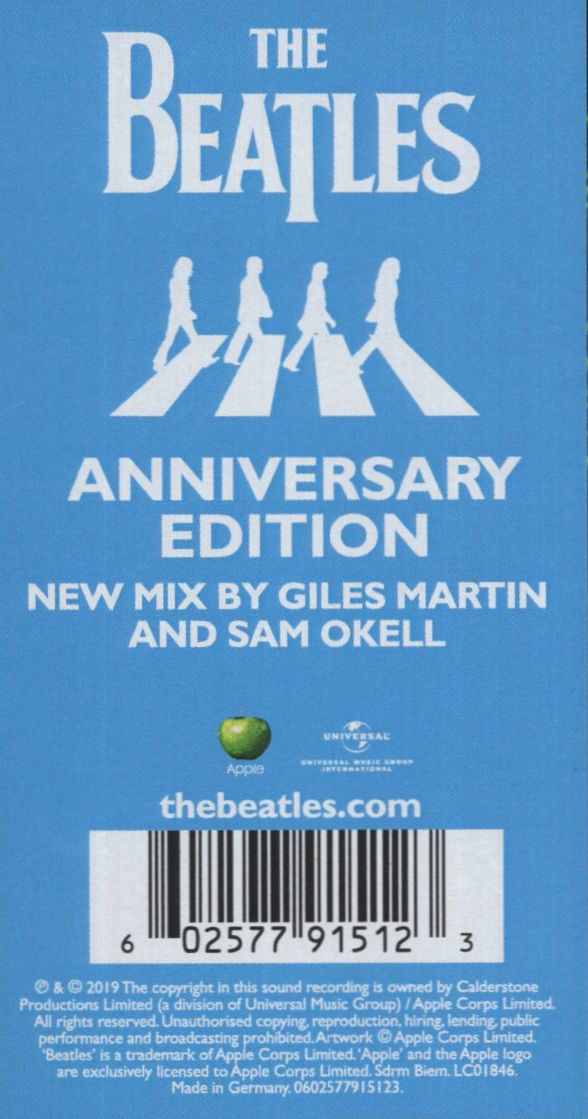 THE
BEATLES
ANNIVERSARY
EDITION
NEW MIX BY GILES MARTIN
AND SAM OKELL
Apple
UNIVERSAL
UNIVERSAL MUSIC GROUP
INTERNATIONAL
thebeatles.com
6 02577 91512 3
℗ & © 2019 The copyright in this sound recording is owned by Calderstone
Productions Limited (a division of Universal Music Group) / Apple Corps Limited.
All rights reserved. Unauthorised copying, reproduction, hiring, lending, public
performance and broadcasting prohibited. Artwork © Apple Corps Limited.
'Beatles' is a trademark of Apple Corps Limited. 'Apple' and the Apple logo
are exclusively licensed to Apple Corps Limited. Sdrm Biem. LC01846.
Made in Germany. 0602577915123.